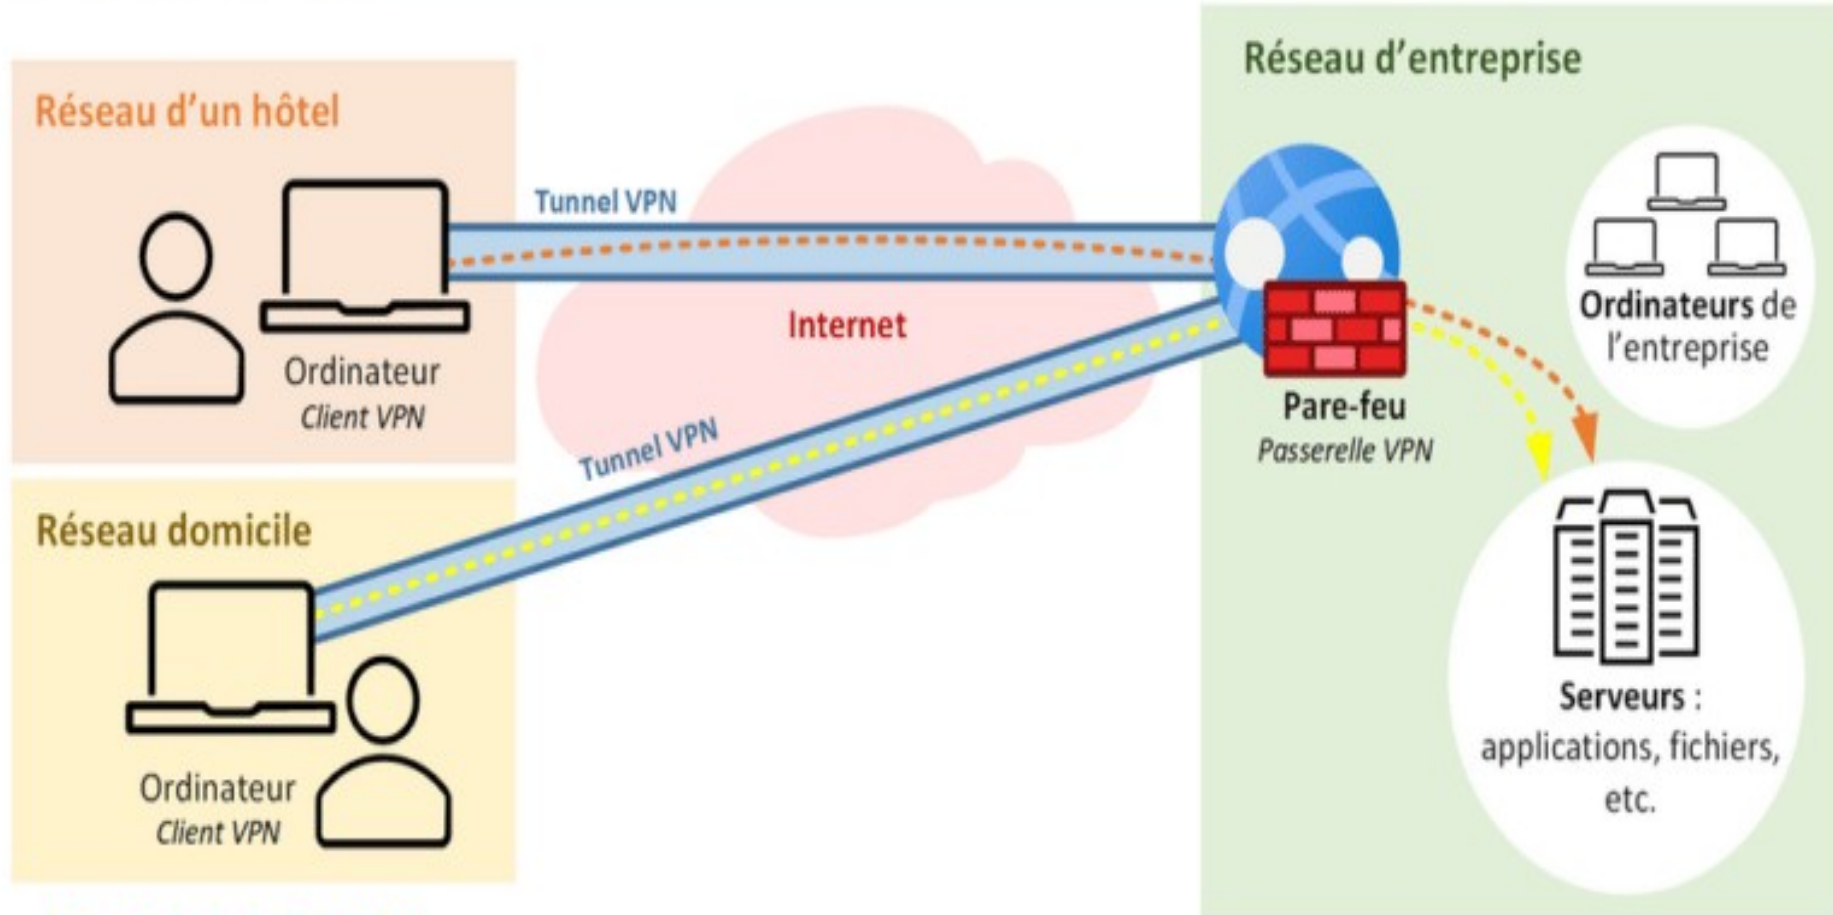 Réseau d'un hôtel
Ordinateur
Client VPN
Réseau domicile
Ordinateur
Client VPN
Tunnel VPN
Internet
Tunnel VPN
Réseau d'entreprise
Ordinateurs de
l'entreprise
Pare-feu
Passerelle VPN
Serveurs :
applications, fichiers,
etc.